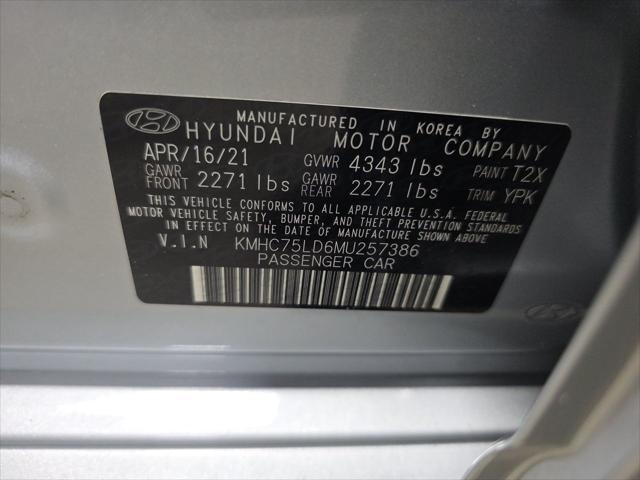 MANUFACTURED IN KOREA BY
HYUNDAI MOTOR COMPANY
APR/16/21 GVWR 4343 lbs PAINT T2X
GAWR FRONT 2271 lbs GAWR REAR 2271 lbs TRIM YPK
THIS VEHICLE CONFORMS TO ALL APPLICABLE U.S.A. FEDERAL
MOTOR VEHICLE SAFETY, BUMPER, AND THEFT PREVENTION STANDARDS
IN EFFECT ON THE DATE OF MANUFACTURE SHOWN ABOVE.
V.I.N KMHC75LD6MU257386
PASSENGER CAR